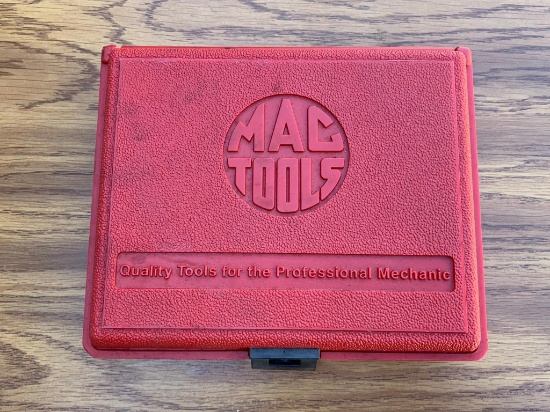 MAC
TOOLS
Quality Tools for the Professional Mechanic